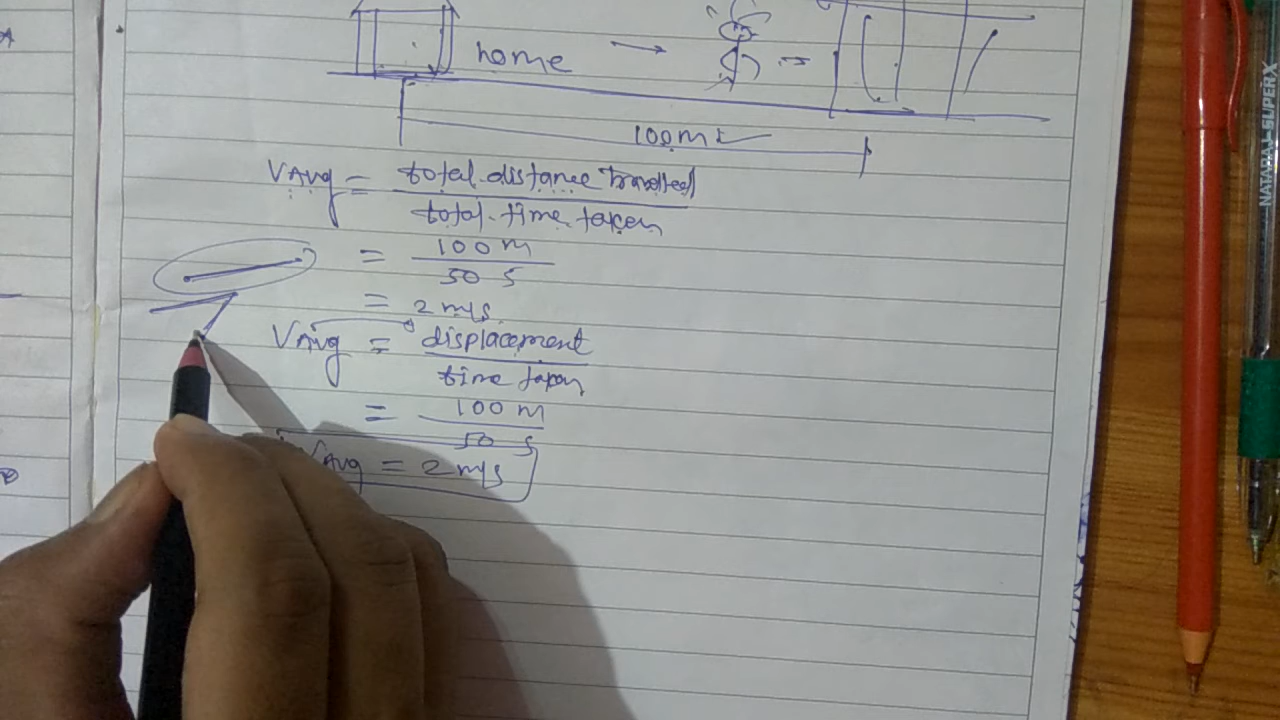 home
100mt
VAvg = total distance travelled
total time taken
= 100 m
50 s
= 2 m/s
VAvg = displacement
time taken
= 100 m
50 s
VAvg = 2 m/s
NATARAJ-SUPER X